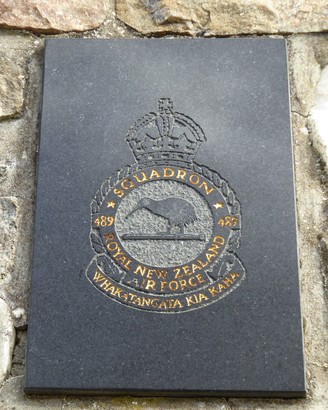 SQUADRON
489 489
ROYAL NEW ZEALAND
AIR FORCE
WHAKATANGATA KIA KAHA